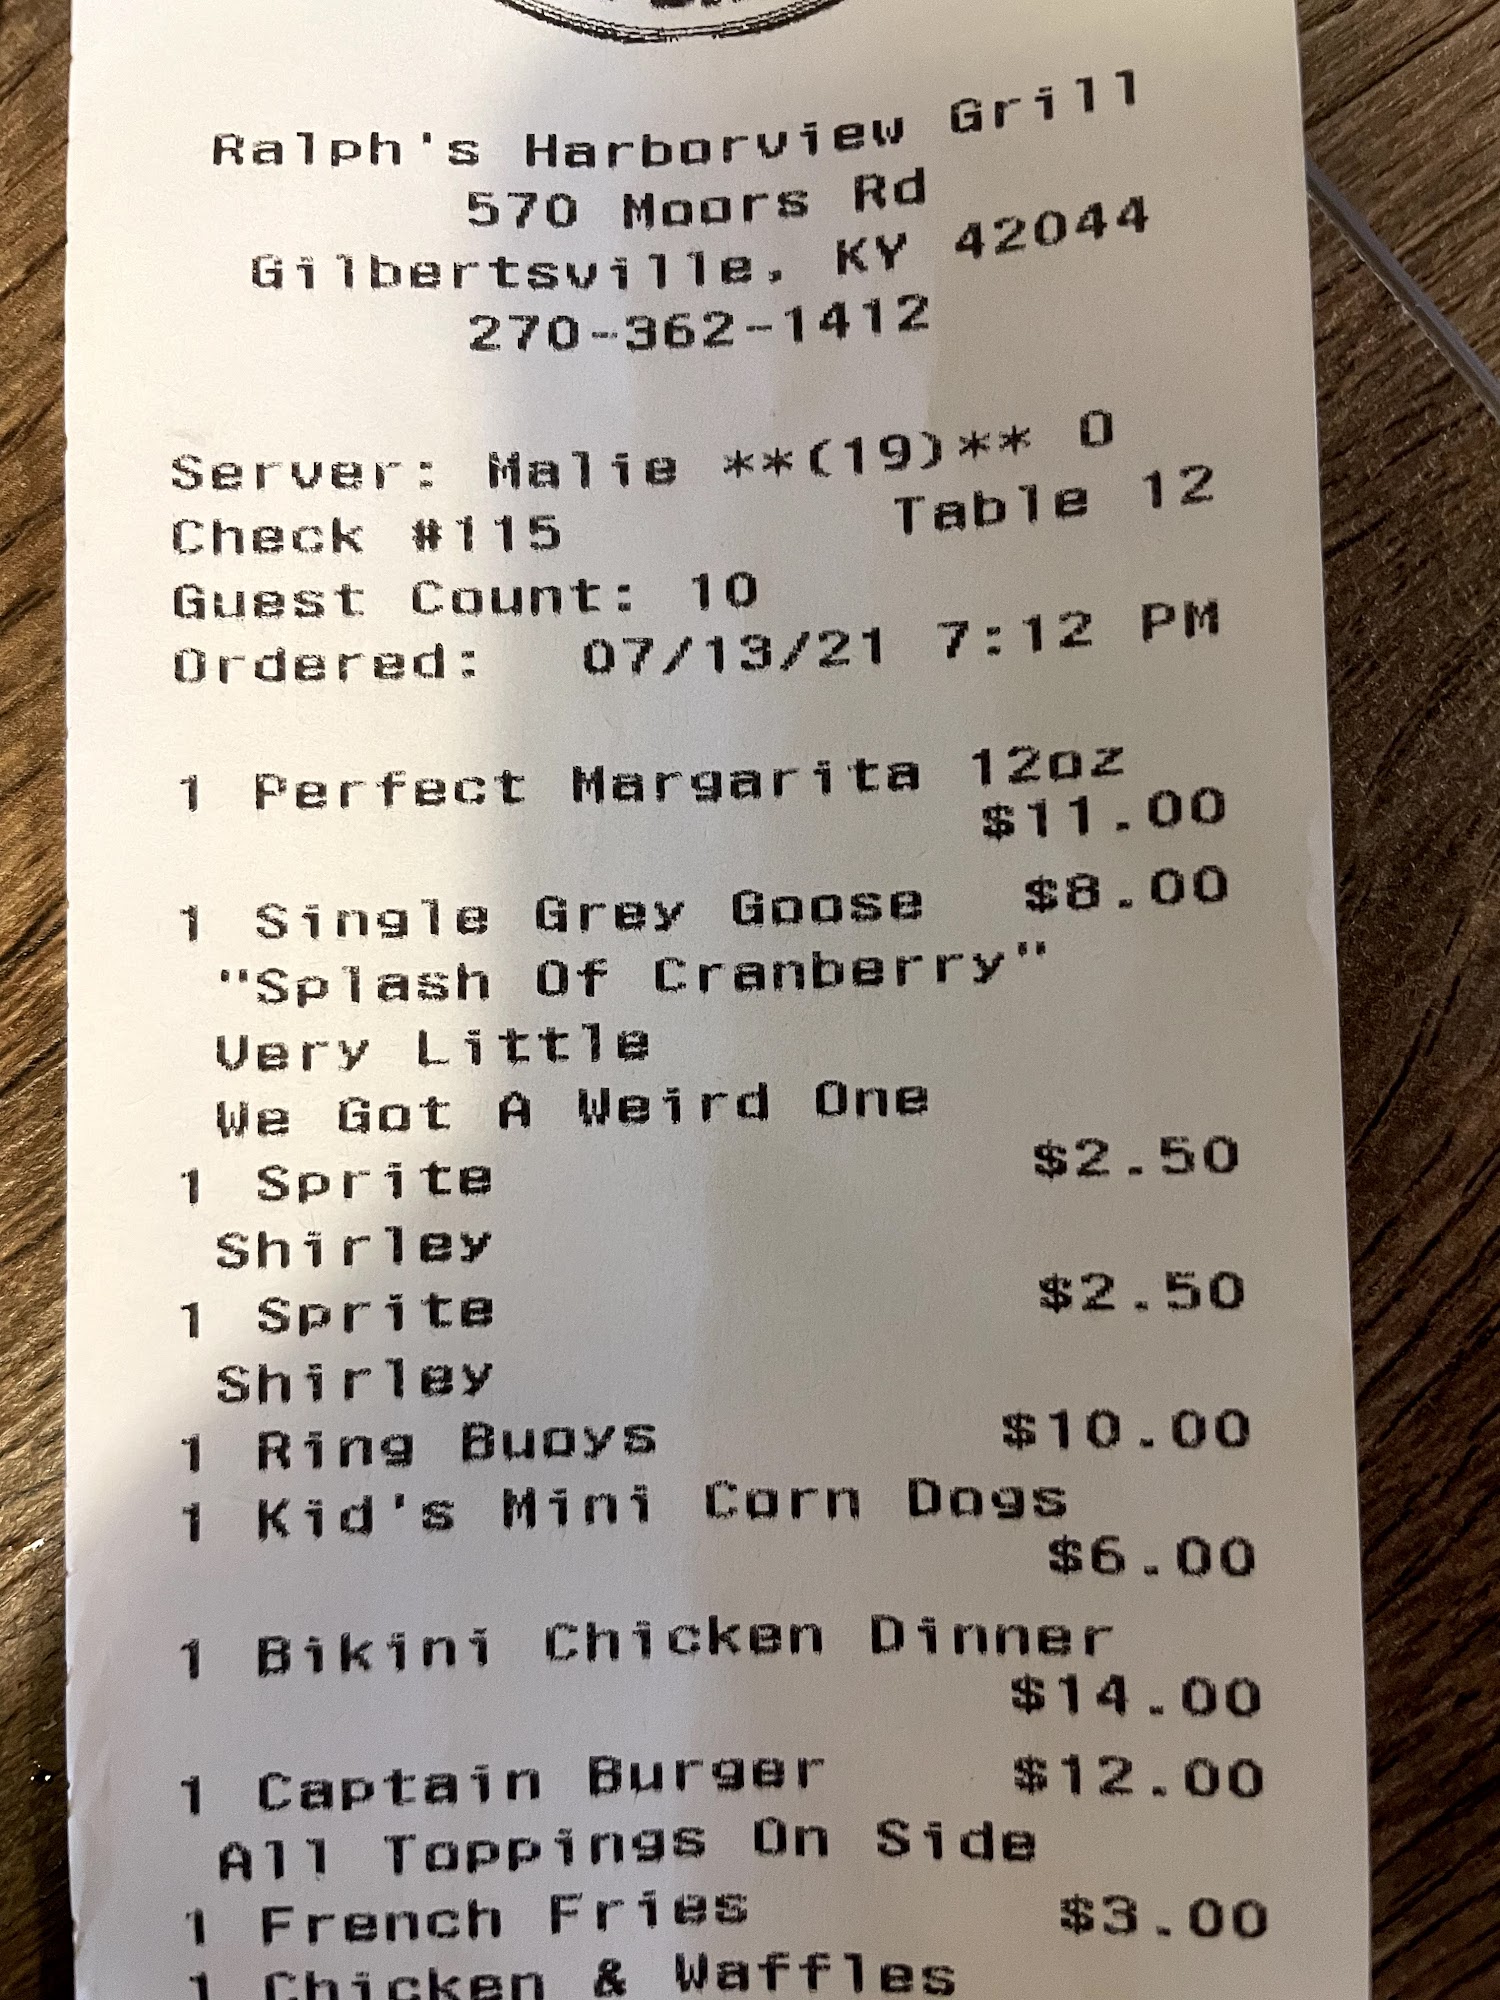 Ralph's Harborview Grill
570 Moors Rd
Gilbertsville, KY 42044
270-362-1412
Server: Malie **(19)** O
Check #115 Table 12
Guest Count: 10
Ordered: 07/13/21 7:12 PM
1 Perfect Margarita 12oz
$11.00
1 Single Grey Goose $8.00
"Splash Of Cranberry"
Very Little
We Got A Weird One
1 Sprite $2.50
Shirley
1 Sprite $2.50
Shirley
1 Ring Buoys $10.00
1 Kid's Mini Corn Dogs
$6.00
1 Bikini Chicken Dinner
$14.00
1 Captain Burger $12.00
All Toppings On Side
1 French Fries $3.00
1 Chicken & Waffles